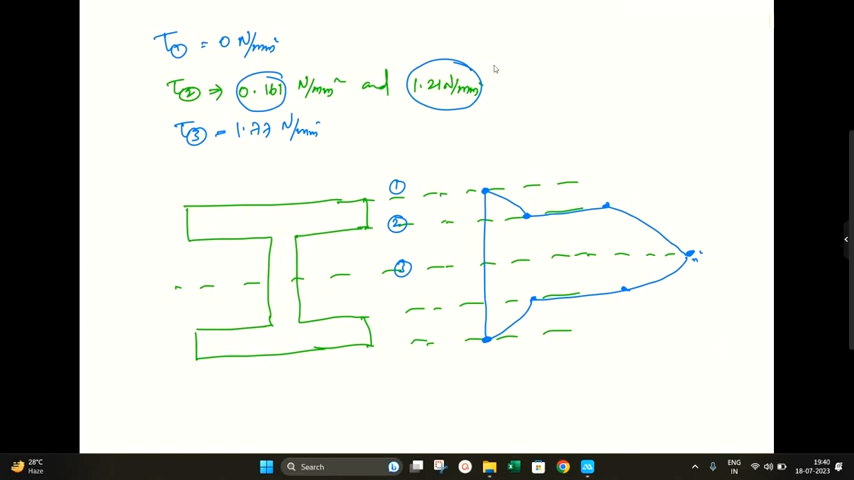 τ① = 0 N/mm²
τ② ⇒ 0.161 N/mm² and 1.21 N/mm²
τ③ = 1.77 N/mm²
①
②
③
28°C
Haze
Search
ENG
IN
19:40
18-07-2023